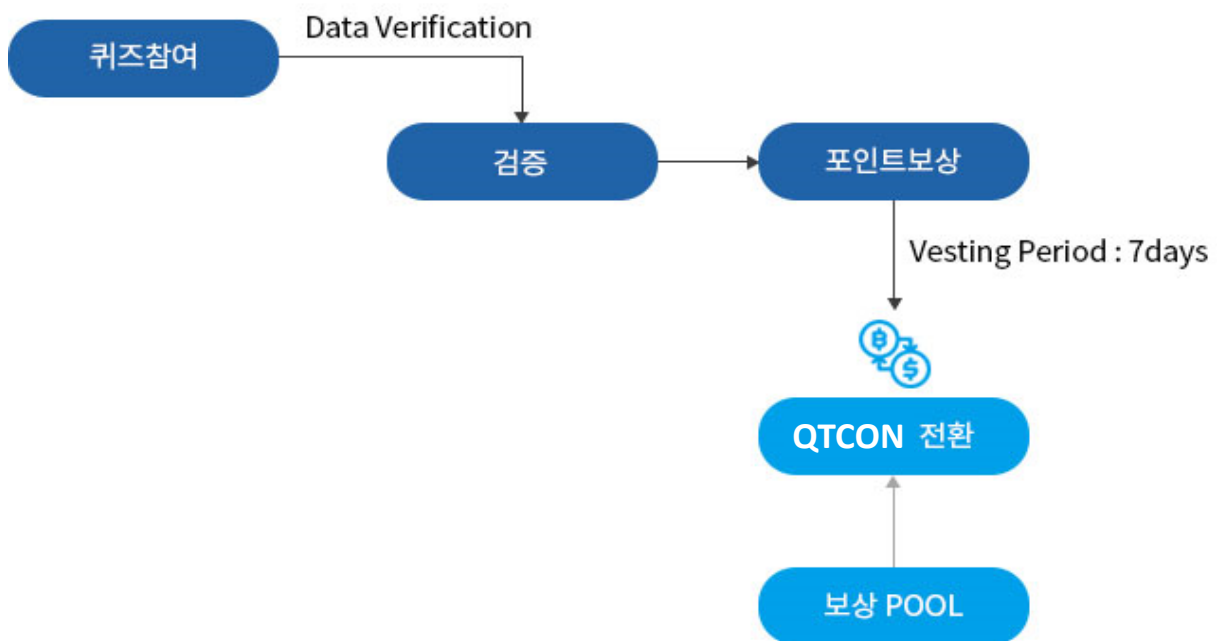 Data Verification
퀴즈참여
검증
포인트보상
Vesting Period : 7days
QTCON 전환
보상 POOL